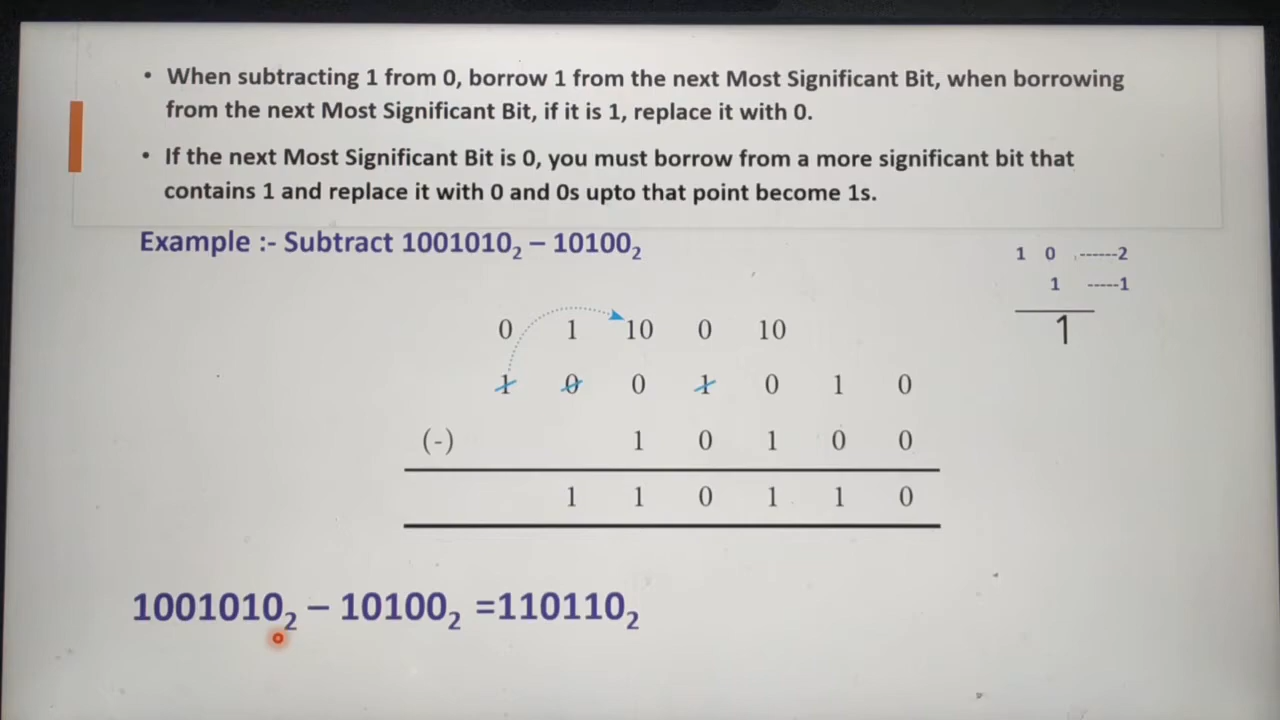 • When subtracting 1 from 0, borrow 1 from the next Most Significant Bit, when borrowing
from the next Most Significant Bit, if it is 1, replace it with 0.
• If the next Most Significant Bit is 0, you must borrow from a more significant bit that
contains 1 and replace it with 0 and 0s upto that point become 1s.
Example :- Subtract 1001010₂ – 10100₂
1 0 ------2
1 -----1
1
0 1 10 0 10
1 0 0 1 0 1 0
(-) 1 0 1 0 0
1 1 0 1 1 0
1001010₂ – 10100₂ =110110₂